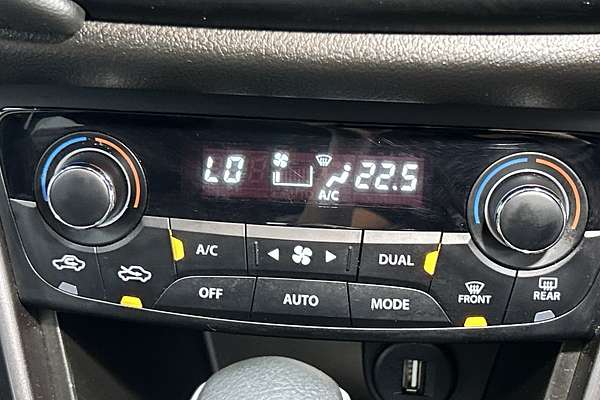 LO 22.5
A/C
A/C DUAL
OFF AUTO MODE FRONT REAR